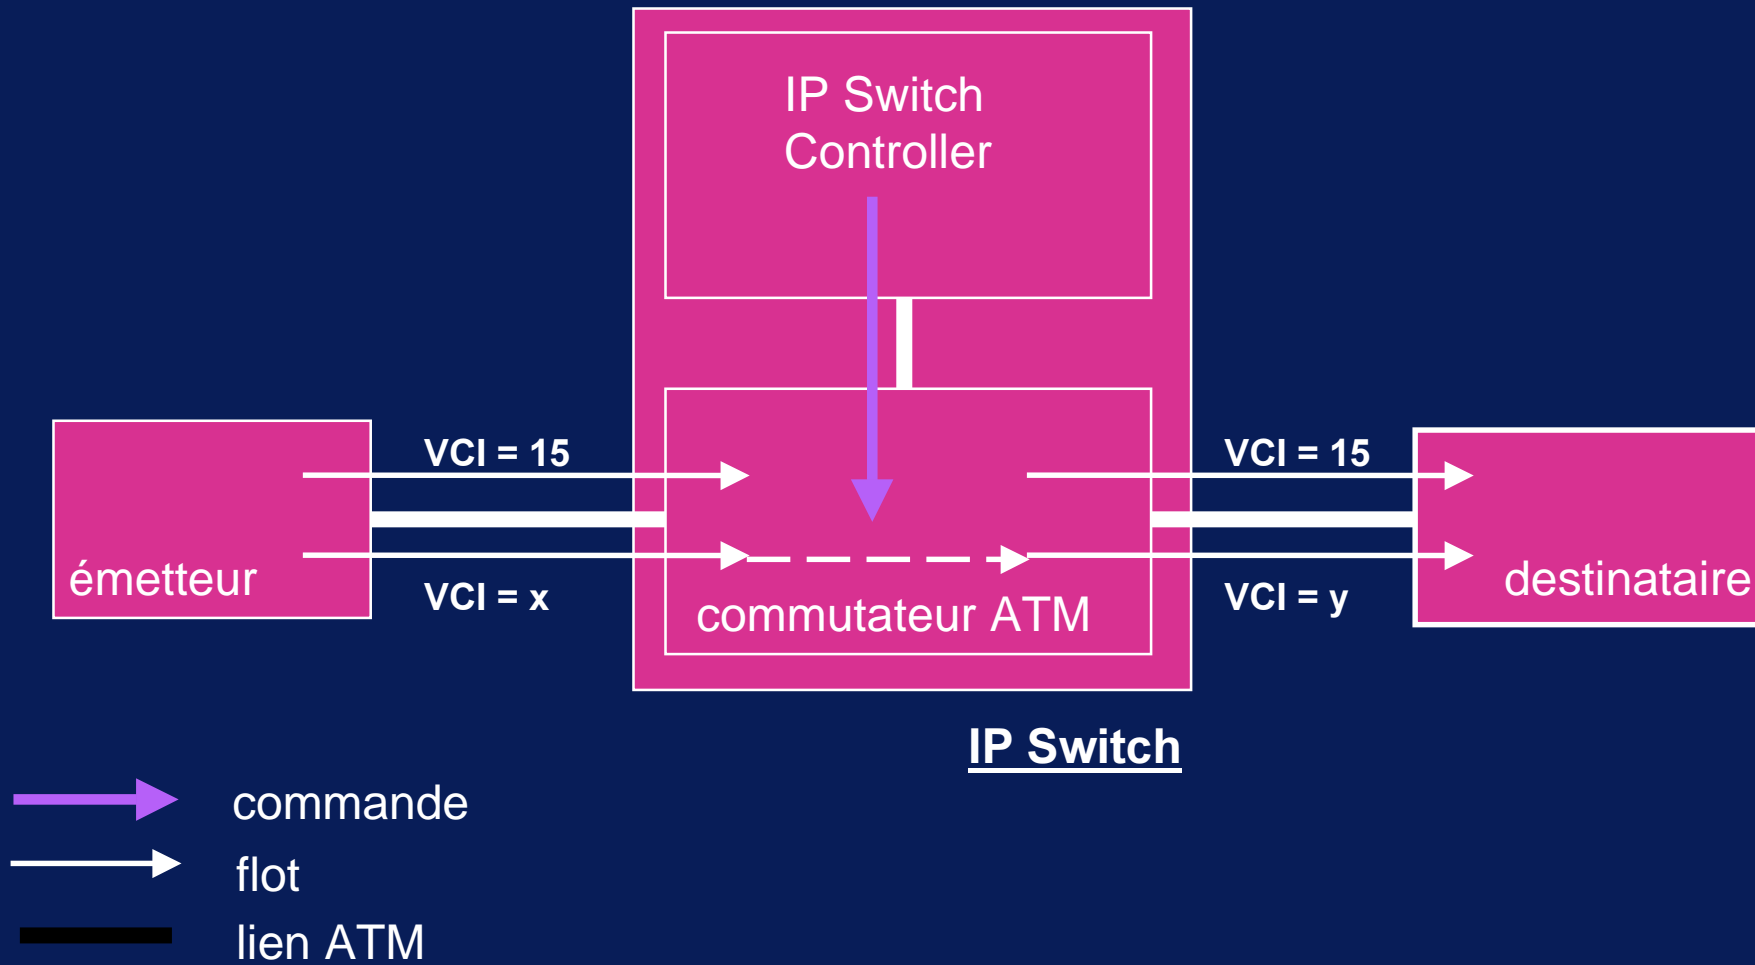 IP Switch
Controller
VCI = 15
VCI = 15
émetteur
VCI = x
commutateur ATM
VCI = y
destinataire
IP Switch
commande
flot
lien ATM